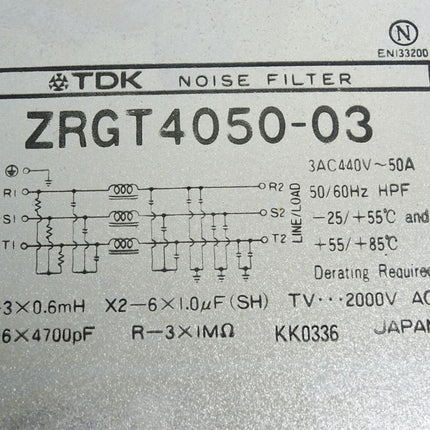 N
EN133200
TDK NOISE FILTER
ZRGT4050-03
3AC440V~50A
50/60Hz HPF
-25/+55℃ and
+55/+85℃
Derating Require
R1 R2
S1 S2
T1 T2
LINE/LOAD
-3×0.6mH X2-6×1.0μF(SH) TV···2000V AC
6×4700pF R-3×1MΩ KK0336 JAPAN